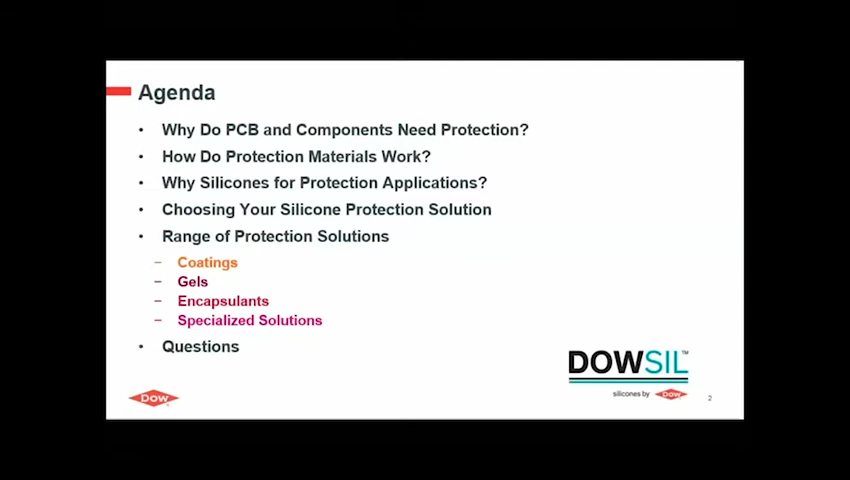 Agenda
• Why Do PCB and Components Need Protection?
• How Do Protection Materials Work?
• Why Silicones for Protection Applications?
• Choosing Your Silicone Protection Solution
• Range of Protection Solutions
– Coatings
– Gels
– Encapsulants
– Specialized Solutions
• Questions
DOWSIL™
silicones by Dow
Dow
2